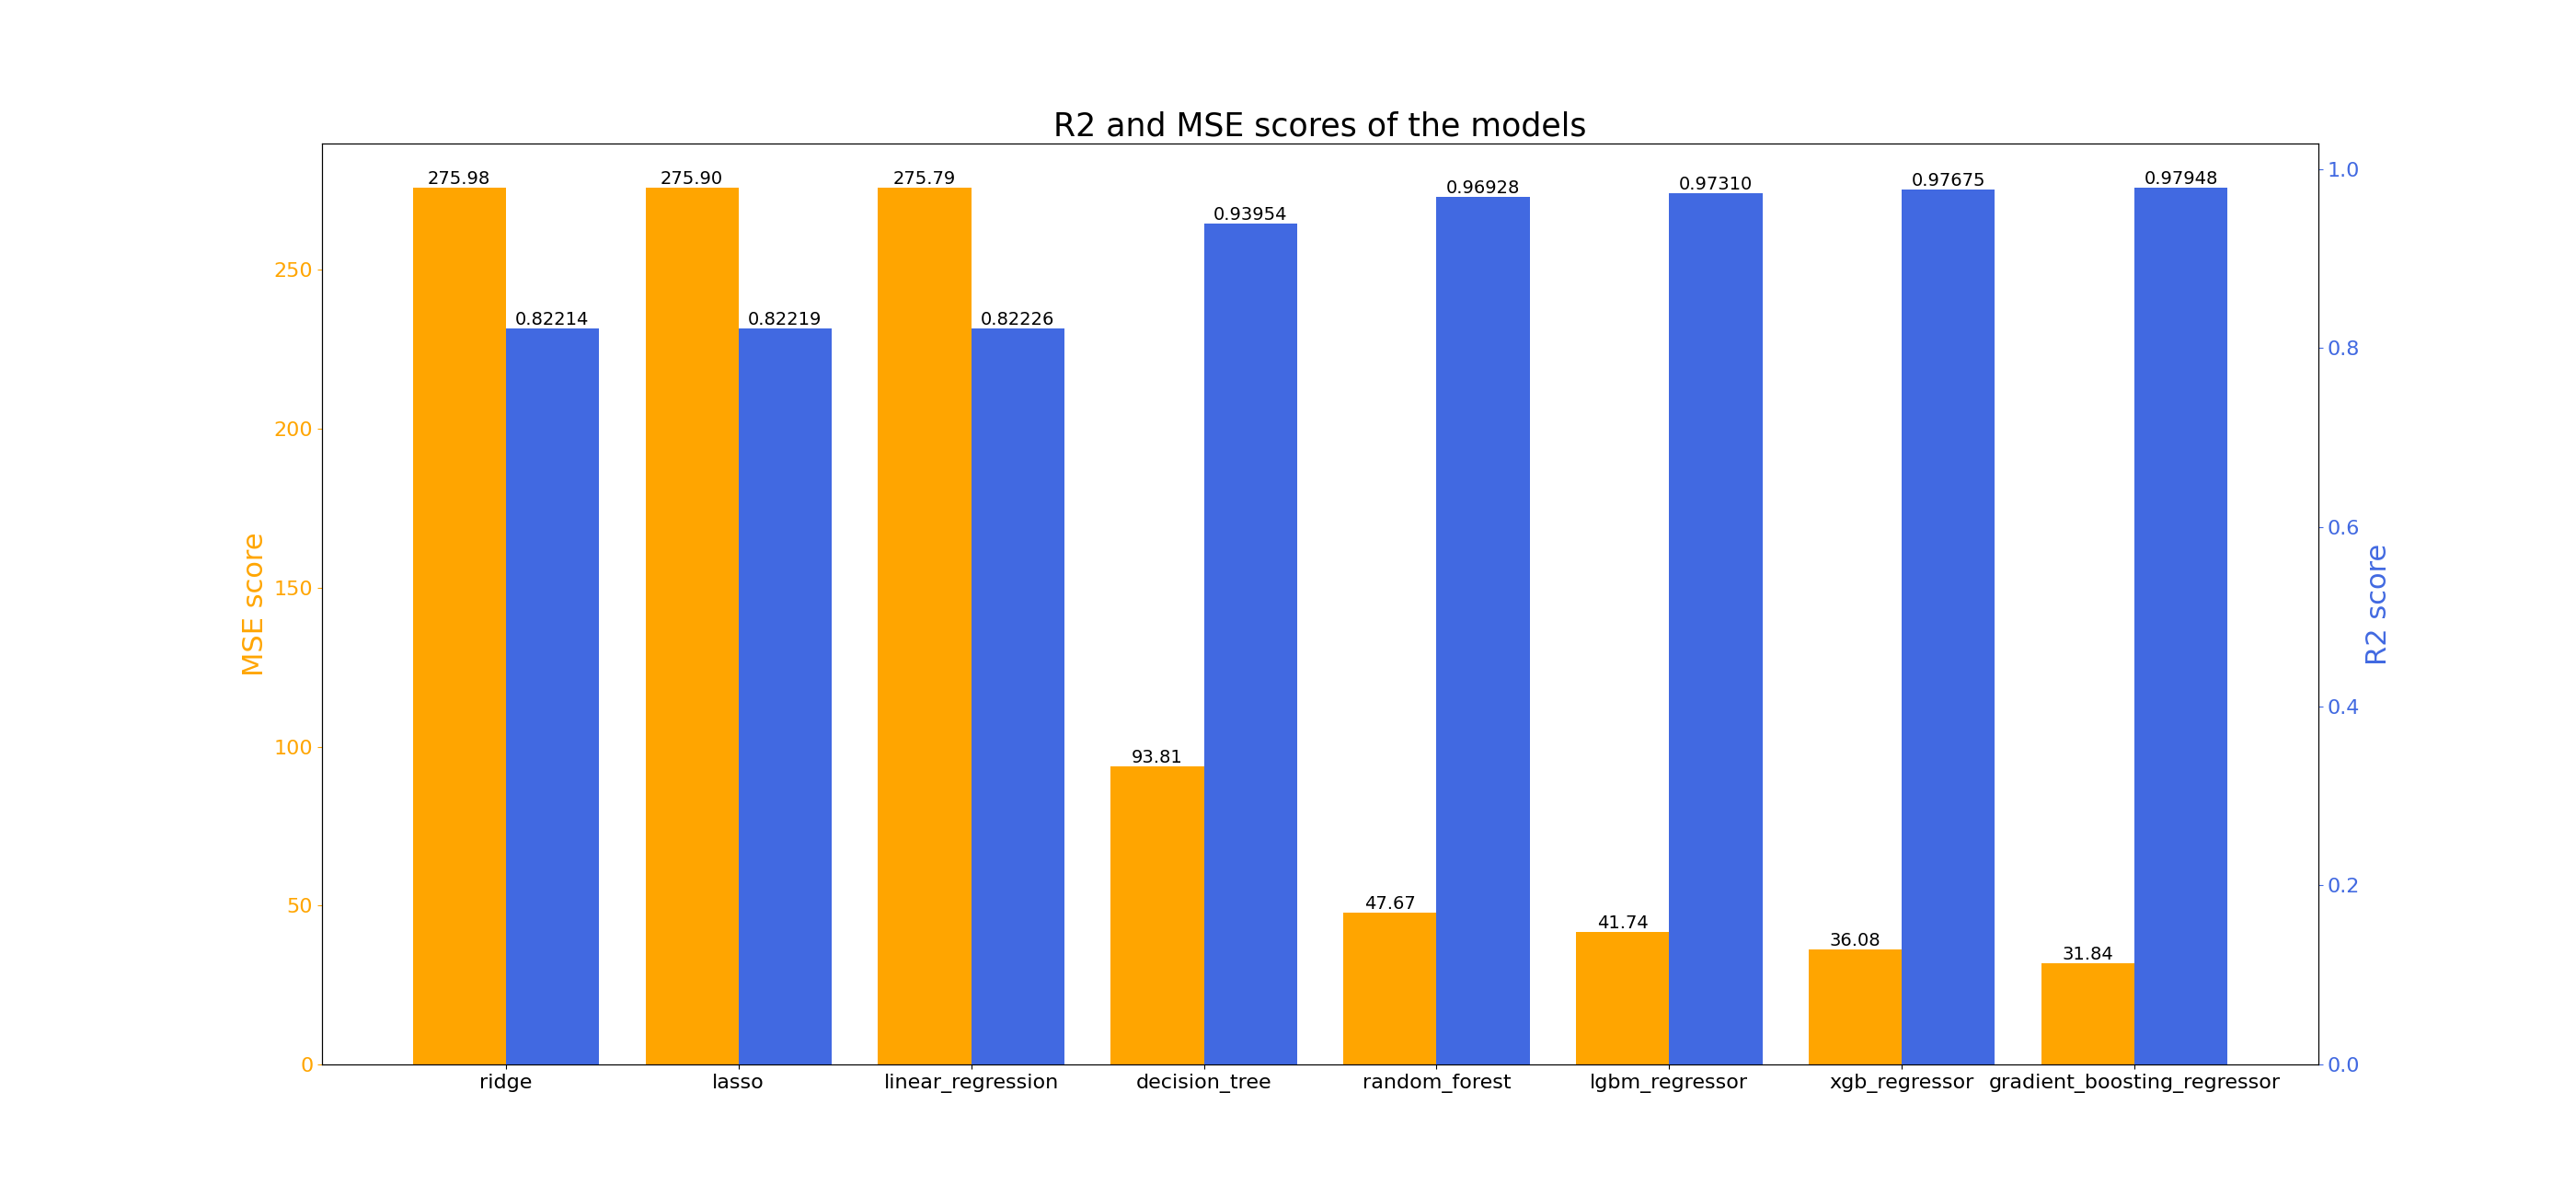 R2 and MSE scores of the models
275.98 275.90 275.79 0.93954 0.96928 0.97310 0.97675 0.97948 1.0
250
0.82214 0.82219 0.82226 0.8
200
0.6
150
MSE score
R2 score
0.4
100
93.81
0.2
50 47.67 41.74 36.08 31.84
0 0.0
ridge lasso linear_regression decision_tree random_forest lgbm_regressor xgb_regressor gradient_boosting_regressor